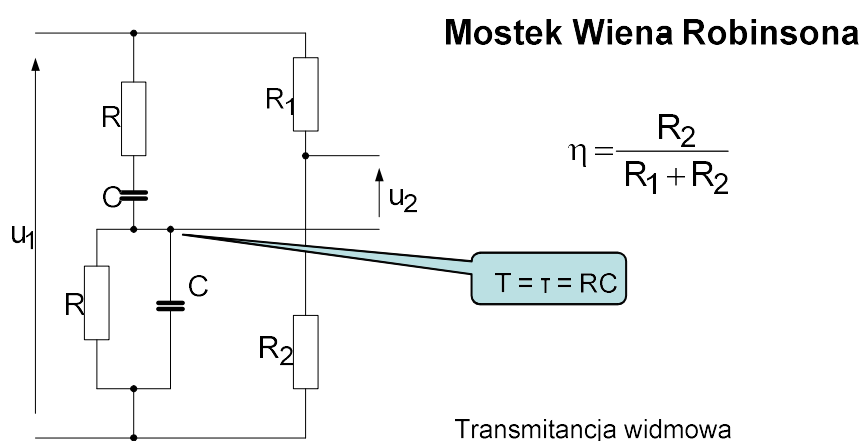 Mostek Wiena Robinsona
R
R1
η = R2 / (R1 + R2)
C
u2
u1
T = τ = RC
C
R
R2
Transmitancja widmowa